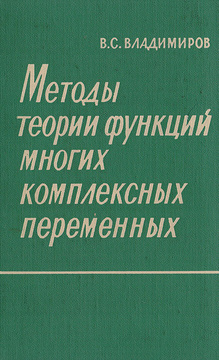 В.С. ВЛАДИМИРОВ
Методы
теории функций
многих
комплексных
переменных